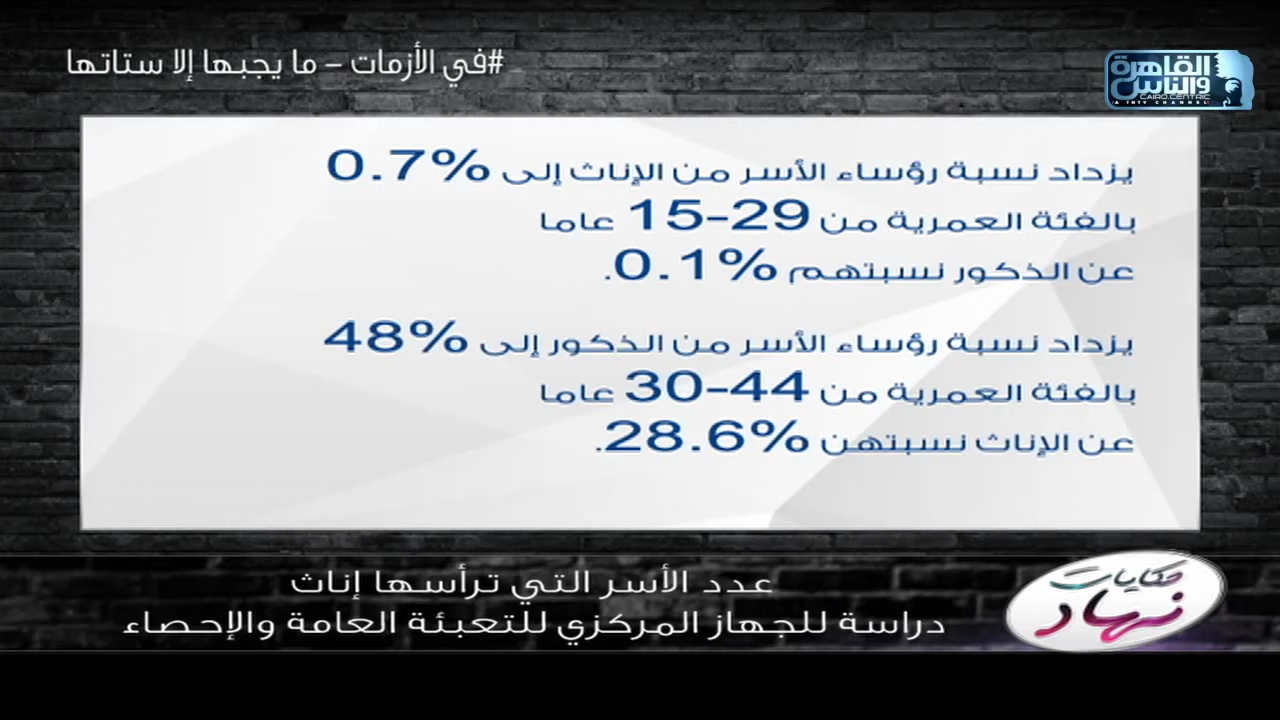 #في الأزمات - ما يجبها إلا ستاتها
القاهرة
والناس
CAIRO.CENTRIC
A TNTV CHANNEL
يزداد نسبة رؤساء الأسر من الإناث إلى 0.7%
بالفئة العمرية من 29-15 عاما
عن الذكور نسبتهم 0.1%.
يزداد نسبة رؤساء الأسر من الذكور إلى 48%
بالفئة العمرية من 44-30 عاما
عن الإناث نسبتهن 28.6%.
عدد الأسر التي ترأسها إناث
دراسة للجهاز المركزي للتعبئة العامة والإحصاء
حكايات
نهاد